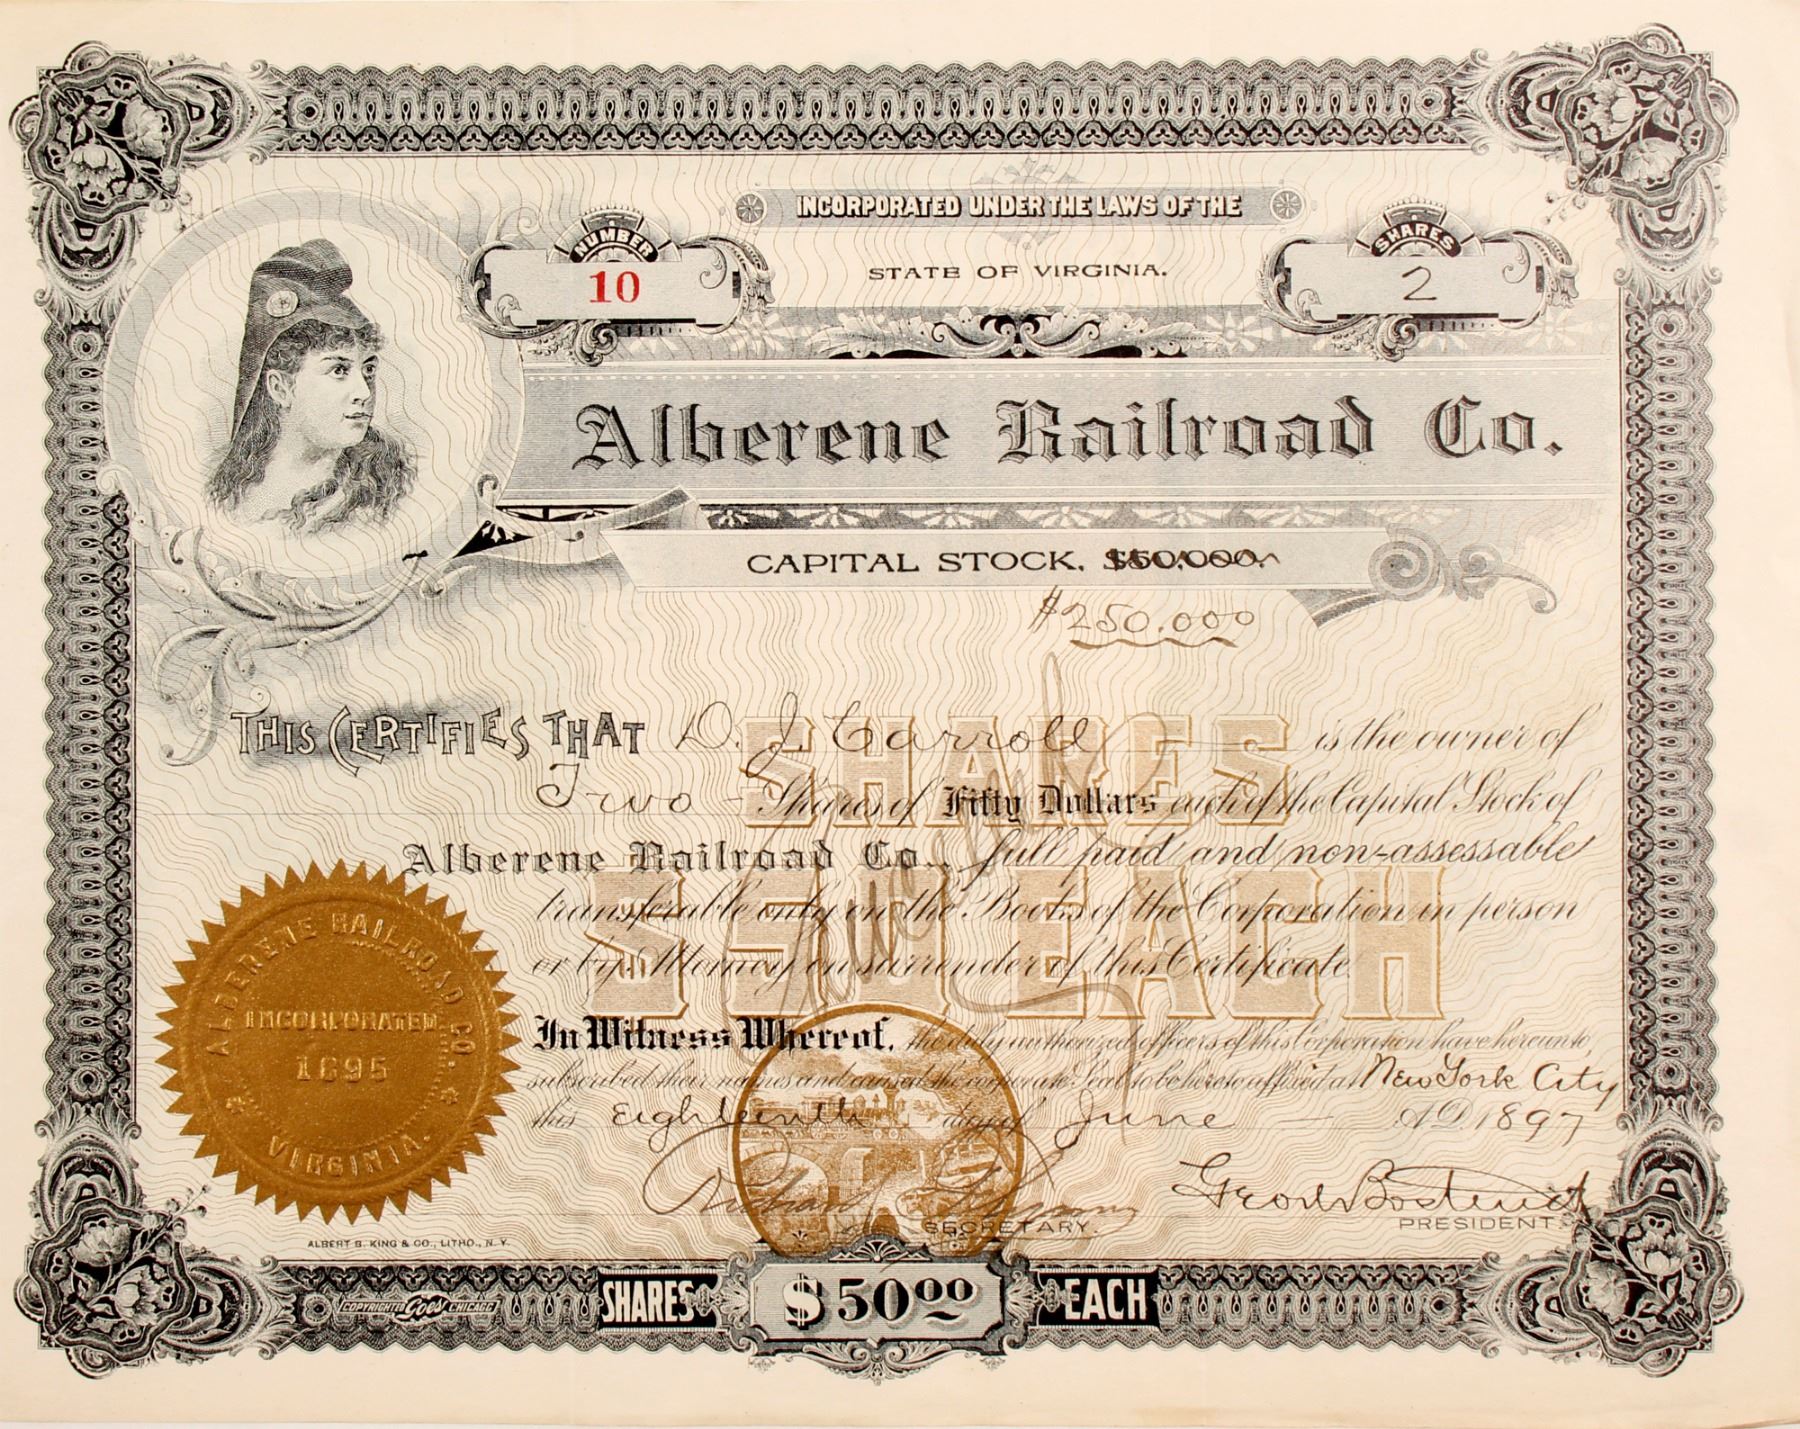 INCORPORATED UNDER THE LAWS OF THE
NUMBER
10
STATE OF VIRGINIA.
SHARES
2
Alberene Railroad Co.
CAPITAL STOCK. $50,000.
$250.000
THIS CERTIFIES THAT D. J. Carroll is the owner of
Two - Shares of Fifty Dollars each of the Capital Stock of
Alberene Railroad Co., full paid and non-assessable
transferable only on the Books of the Corporation in person
or by Attorney on surrender of this Certificate
SHARES
$50 EACH
In Witness Whereof, the duly authorized officers of this Corporation have hereunto
subscribed their names and caused the corporate Seal to be hereto affixed at New York City
this Eighteenth day of June - A.D. 1897
SECRETARY.
PRESIDENT.
ALBERENE RAILROAD CO.
INCORPORATED
1895
VIRGINIA.
ALBERT B. KING & CO., LITHO., N.Y.
COPYRIGHTED Goes CHICAGO
SHARES $50.00 EACH